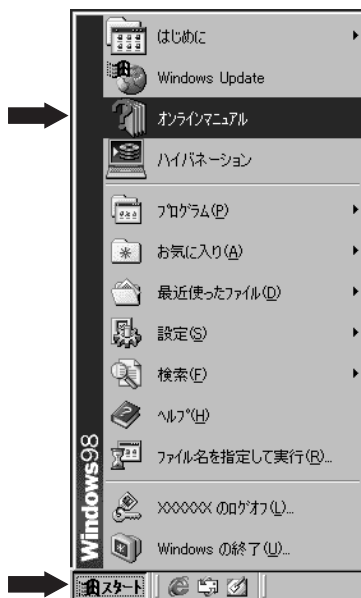 はじめに
Windows Update
オンラインマニュアル
ハイバネーション
プログラム(P)
お気に入り(A)
最近使ったファイル(D)
設定(S)
検索(F)
ヘルプ(H)
ファイル名を指定して実行(R)...
XXXXXX のログオフ(L)...
Windows の終了(U)...
Windows98
スタート